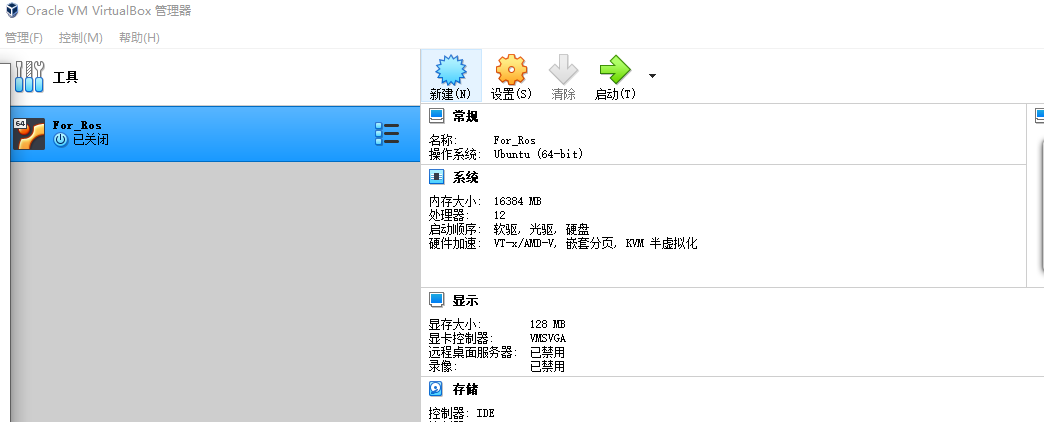 Oracle VM VirtualBox 管理器
管理(F) 控制(M) 帮助(H)
工具
新建(N) 设置(S) 清除 启动(T)
64
For_Ros
已关闭
常规
名称: For_Ros
操作系统: Ubuntu (64-bit)
系统
内存大小: 16384 MB
处理器: 12
启动顺序: 软驱, 光驱, 硬盘
硬件加速: VT-x/AMD-V, 嵌套分页, KVM 半虚拟化
显示
显存大小: 128 MB
显卡控制器: VMSVGA
远程桌面服务器: 已禁用
录像: 已禁用
存储
控制器: IDE